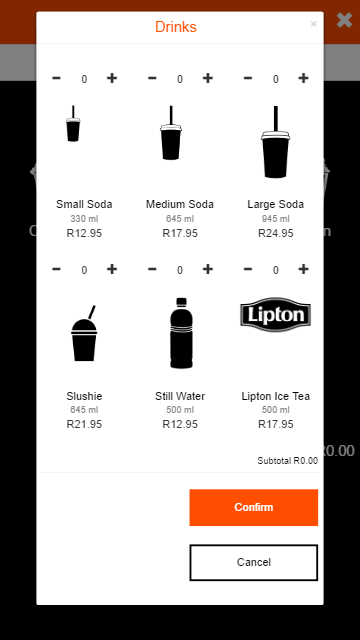 Drinks ×
− 0 + − 0 + − 0 +
Small Soda Medium Soda Large Soda
330 ml 645 ml 945 ml
R12.95 R17.95 R24.95
− 0 + − 0 + − 0 +
Lipton
Slushie Still Water Lipton Ice Tea
645 ml 500 ml 500 ml
R21.95 R12.95 R17.95
R0.00
Subtotal R0.00
Confirm
Cancel